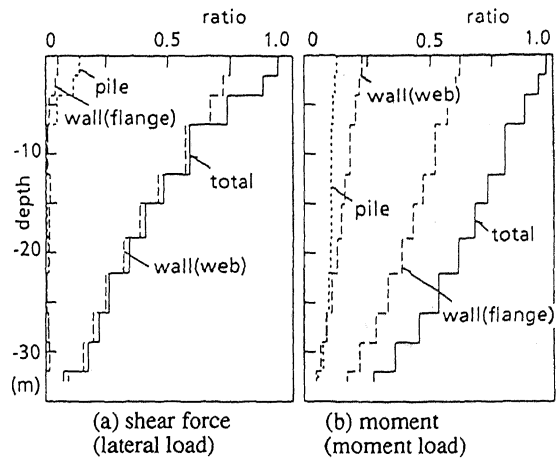 ratio
0.5
1.0
pile
wall(flange)
total
wall(web)
-10
depth
-20
-30
(m)
(a) shear force
(lateral load)
ratio
0
0.5
1.0
wall(web)
pile
total
wall(flange)
(b) moment
(moment load)